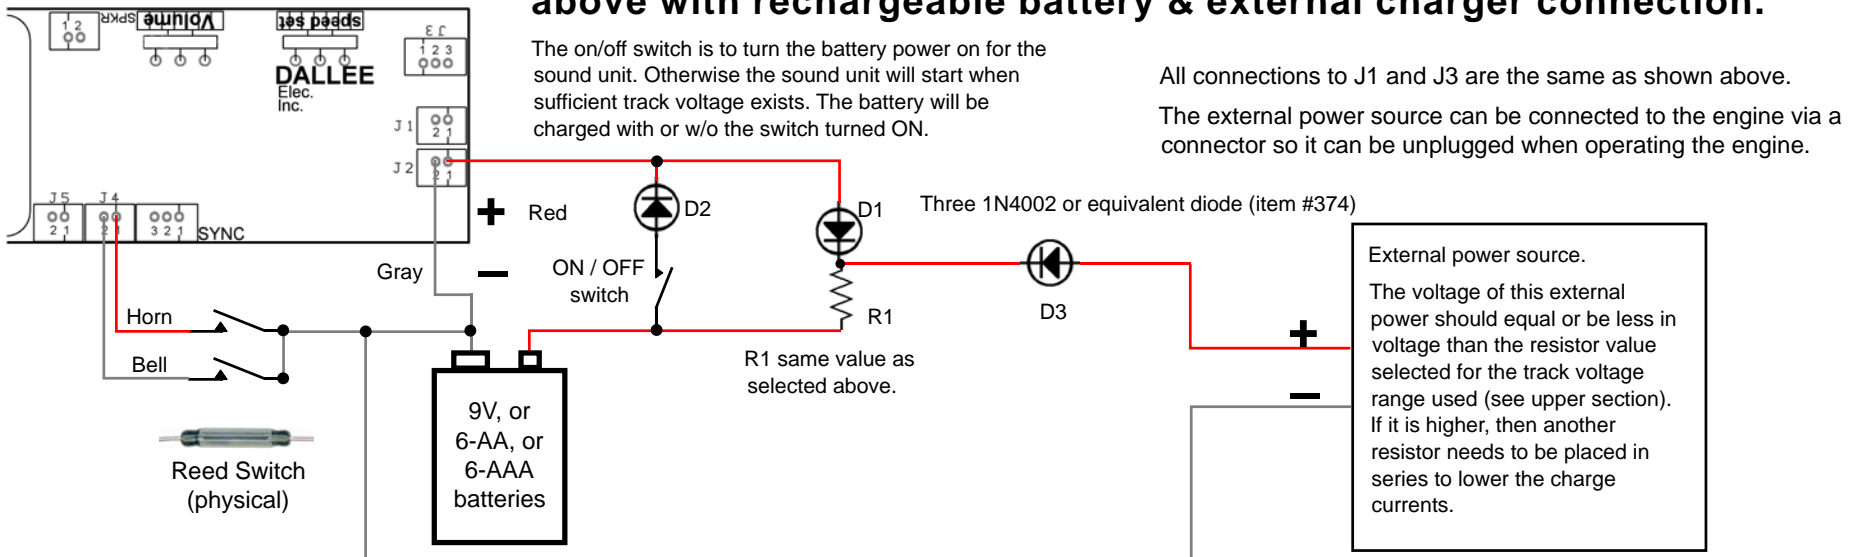 above with rechargeable battery & external charger connection.
The on/off switch is to turn the battery power on for the
sound unit. Otherwise the sound unit will start when
sufficient track voltage exists. The battery will be
charged with or w/o the switch turned ON.
All connections to J1 and J3 are the same as shown above.
The external power source can be connected to the engine via a
connector so it can be unplugged when operating the engine.
1 2
SPKR
Volume
speed set
J3
1 2 3
DALLEE
Elec.
Inc.
J1
2 1
J2
2 1
J5
2 1
J4
2 1
3 2 1
SYNC
+ Red
− Gray
D2
ON / OFF
switch
D1
Three 1N4002 or equivalent diode (item #374)
D3
R1
R1 same value as
selected above.
Horn
Bell
Reed Switch
(physical)
9V, or
6-AA, or
6-AAA
batteries
+
−
External power source.
The voltage of this external
power should equal or be less in
voltage than the resistor value
selected for the track voltage
range used (see upper section).
If it is higher, then another
resistor needs to be placed in
series to lower the charge
currents.